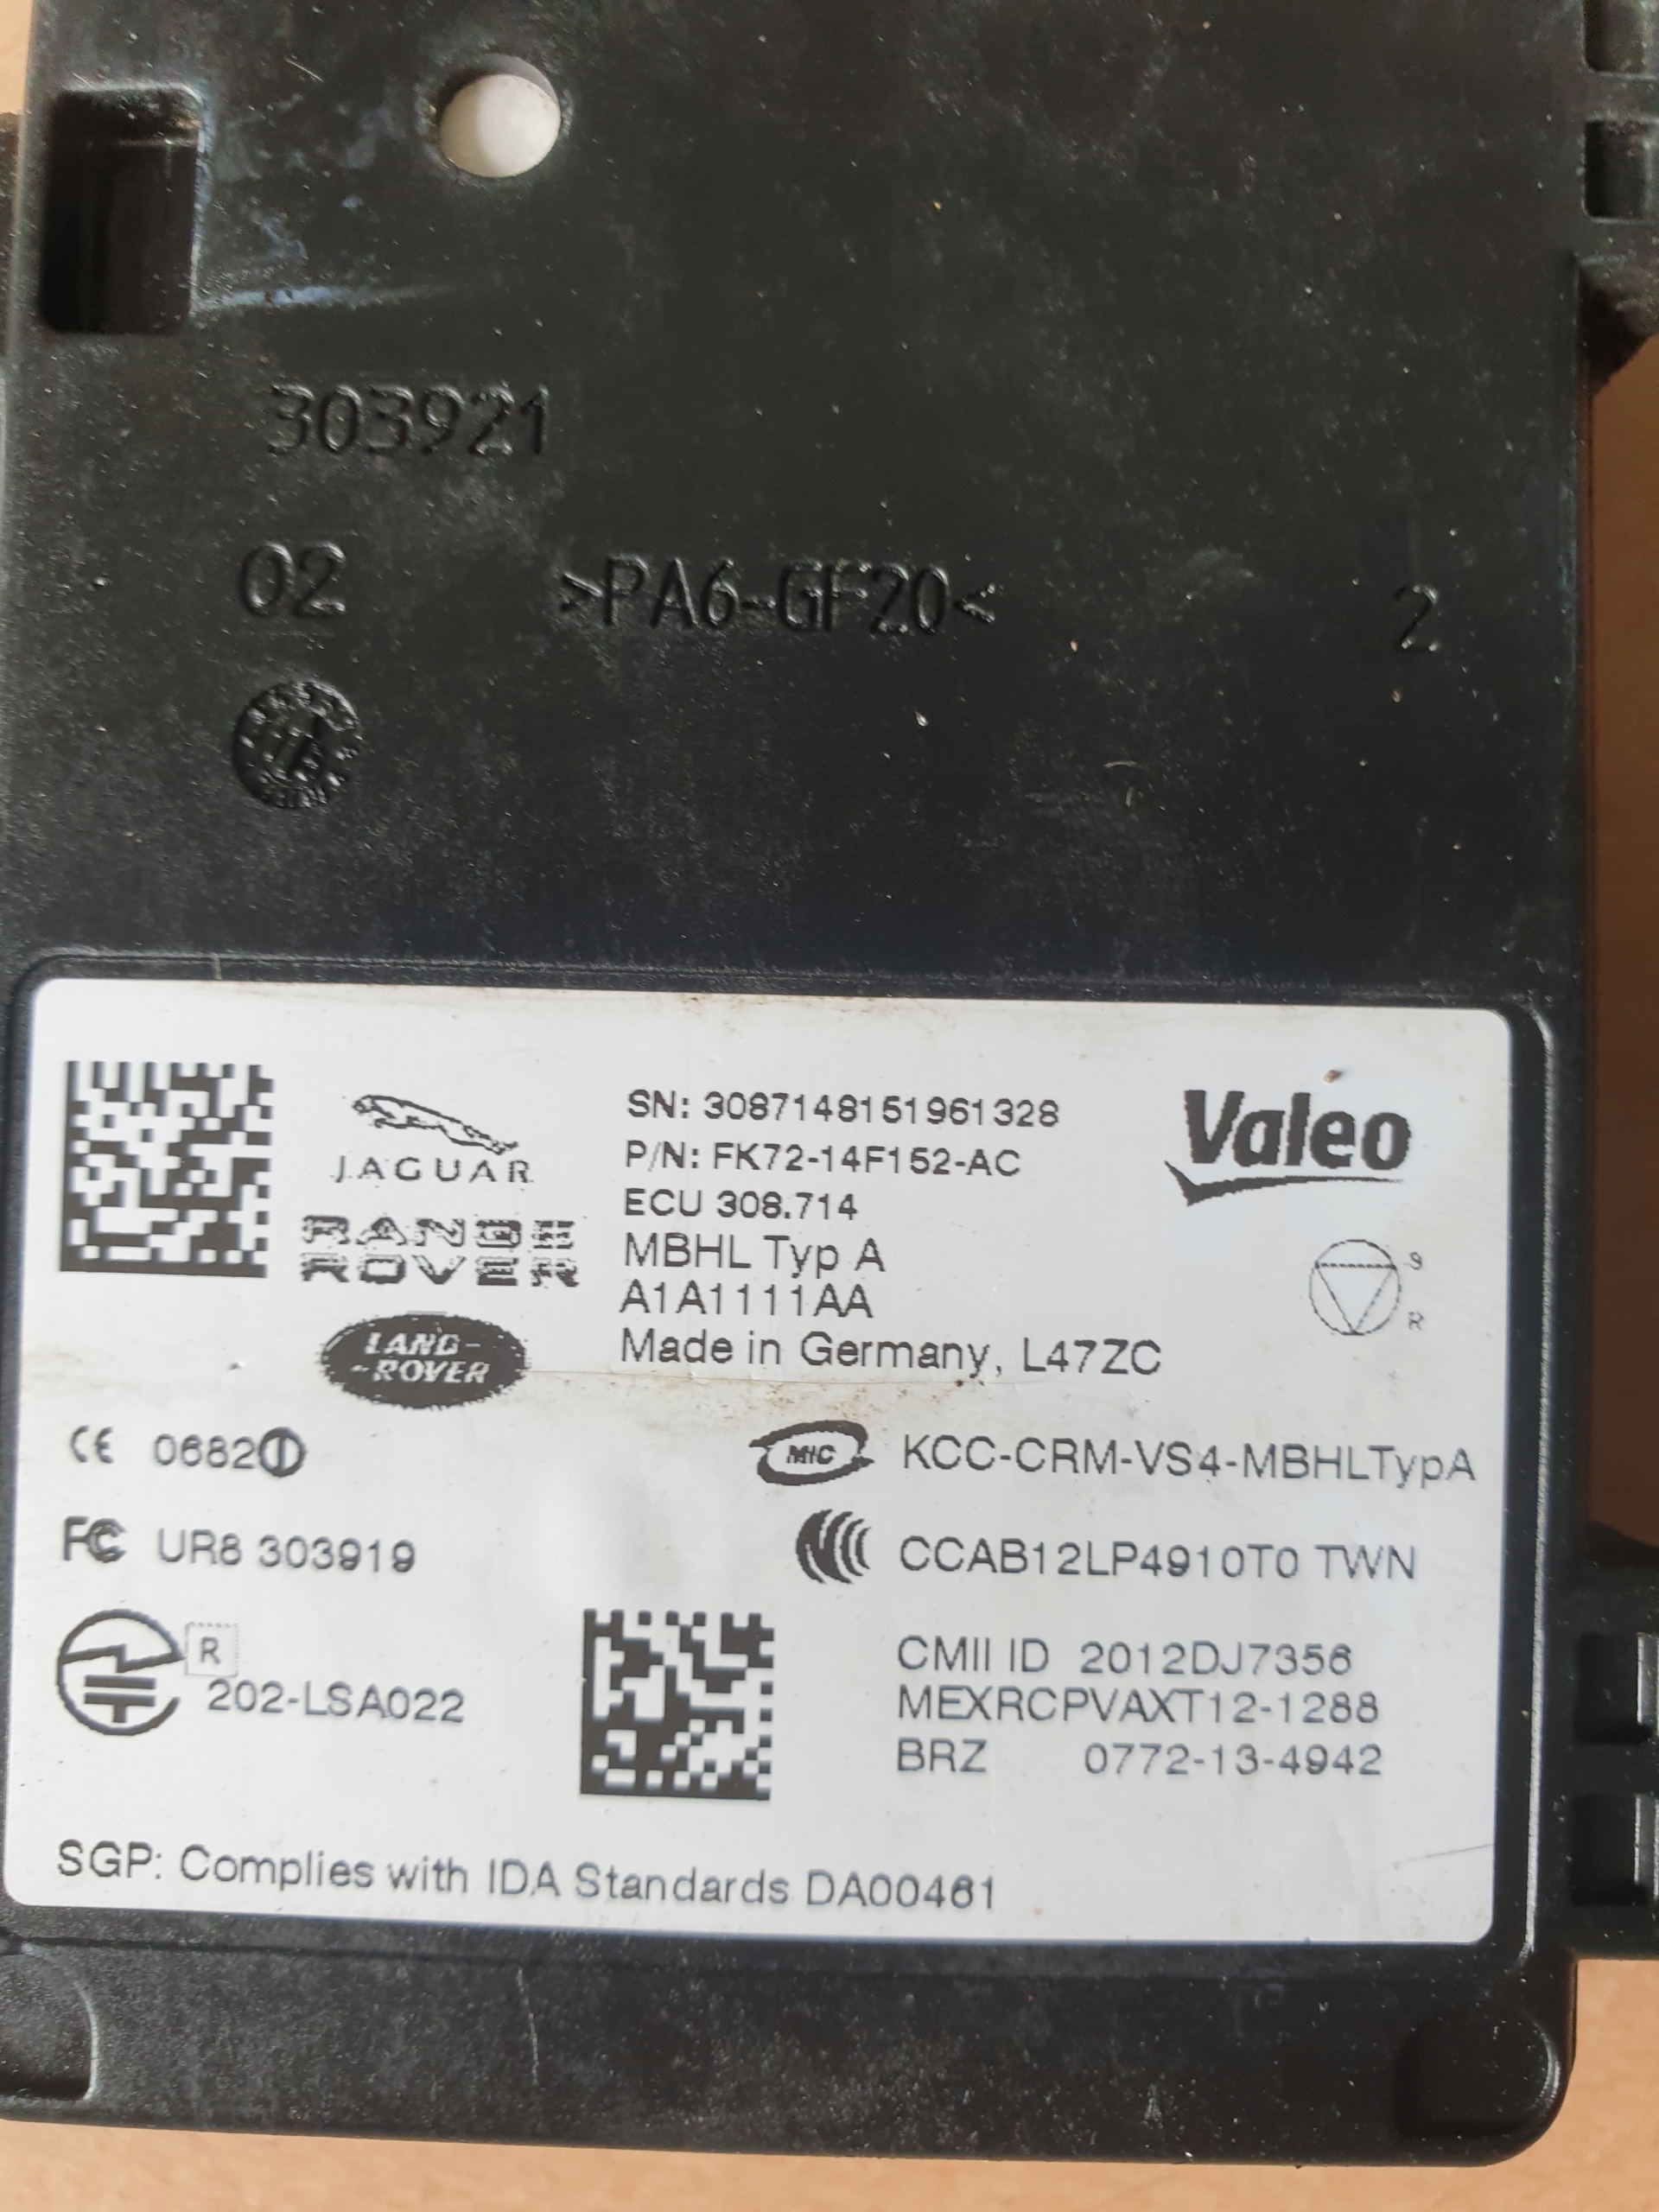 303921
02 >PA6-GF20< 2
JAGUAR
RANGE
ROVER
LAND-
-ROVER
SN: 3087148151961328
P/N: FK72-14F152-AC
ECU 308.714
MBHL Typ A
A1A1111AA
Made in Germany, L47ZC
Valeo
9
R
CE 0682
MIC KCC-CRM-VS4-MBHLTypA
FC UR8 303919
CCAB12LP4910T0 TWN
R
202-LSA022
CMII ID 2012DJ7356
MEXRCPVAXT12-1288
BRZ 0772-13-4942
SGP: Complies with IDA Standards DA00461